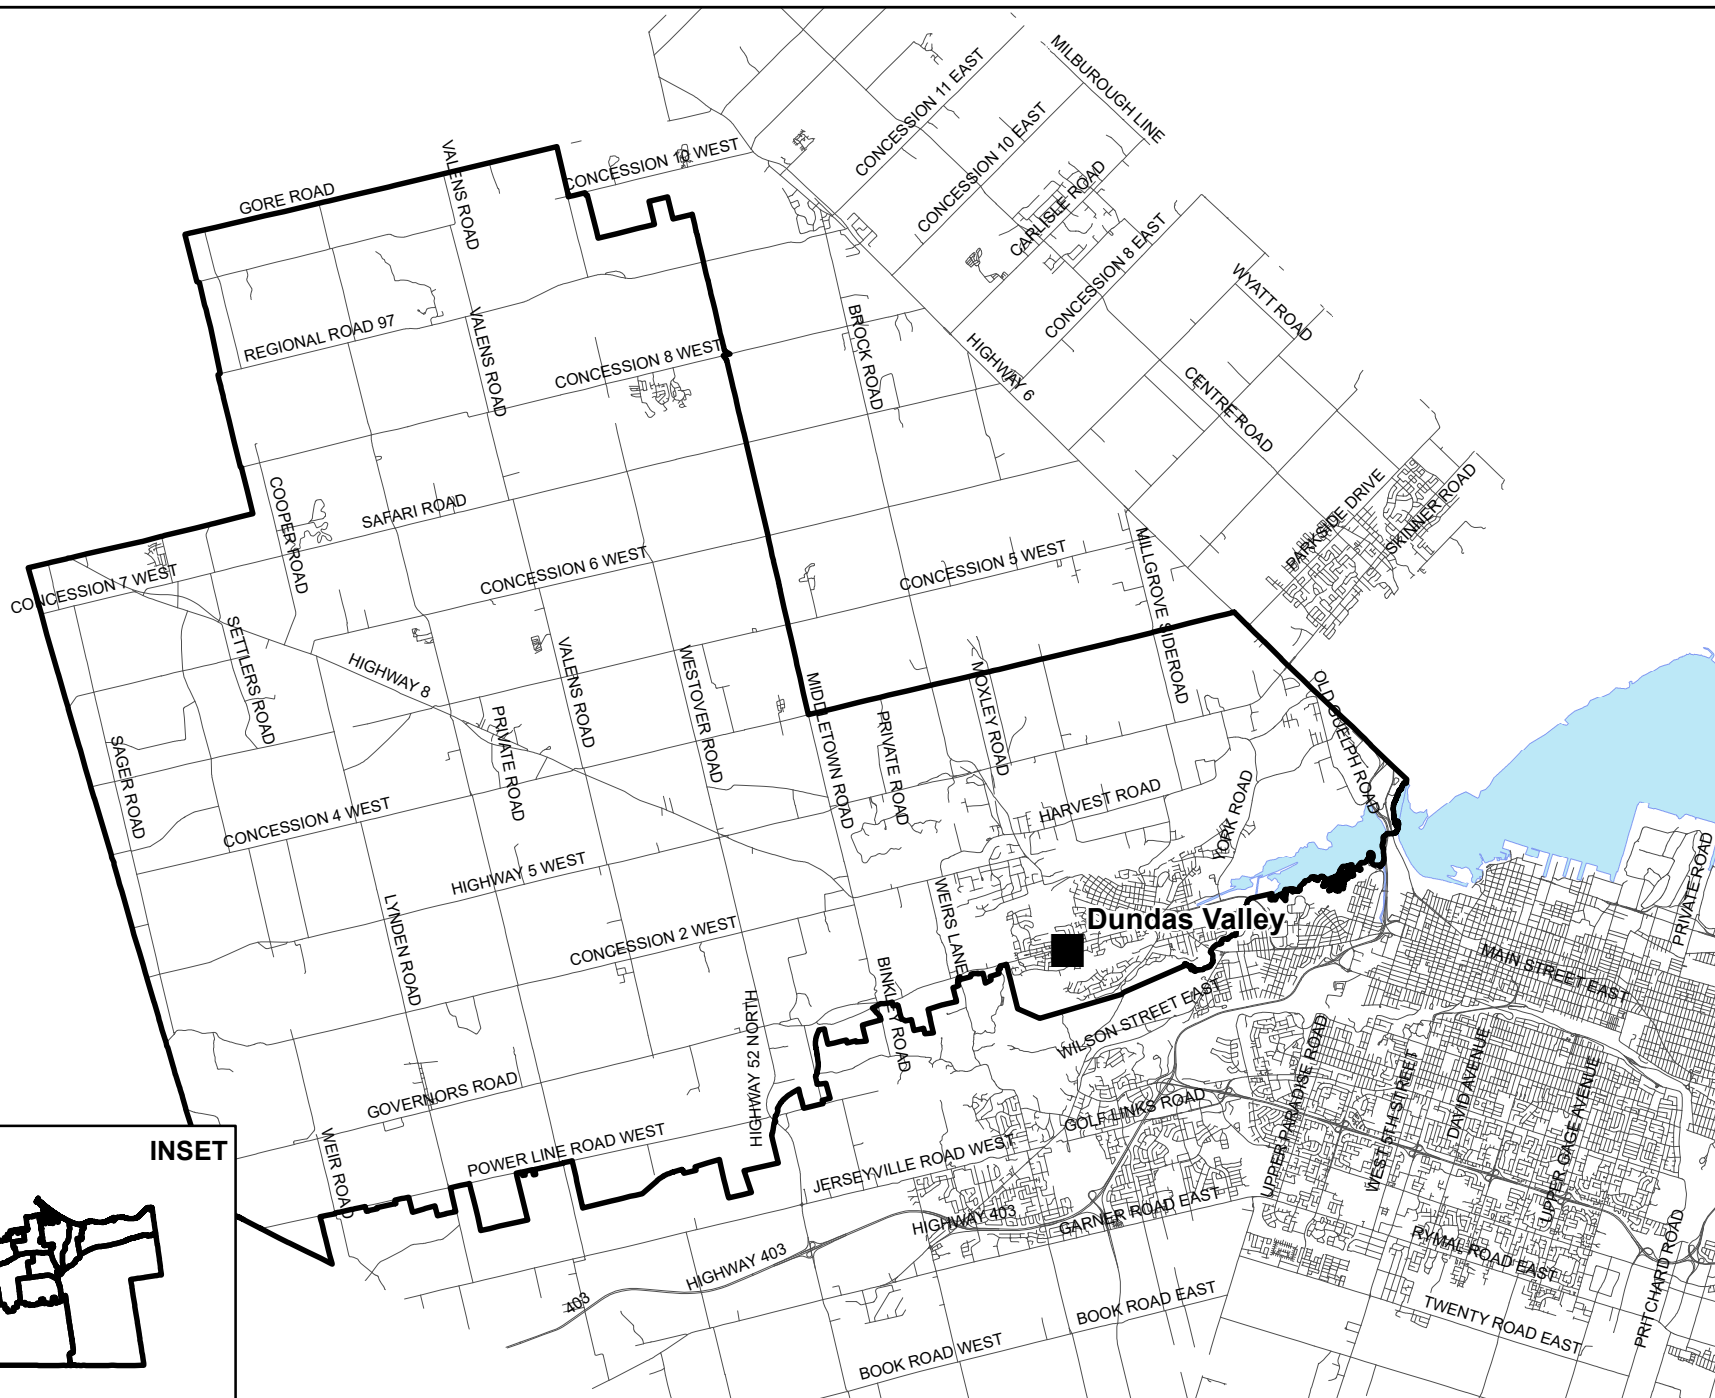 MILBOROUGH LINE
CONCESSION 11 EAST
CONCESSION 10 EAST
VALENS ROAD
CONCESSION 10 WEST
GORE ROAD
CARLISLE ROAD
CONCESSION 8 EAST
WYATT ROAD
REGIONAL ROAD 97
VALENS ROAD
BROCK ROAD
CONCESSION 8 WEST
HIGHWAY 6
CENTRE ROAD
PARKSIDE DRIVE
SKINNER ROAD
COOPER ROAD
SAFARI ROAD
CONCESSION 7 WEST
CONCESSION 6 WEST
CONCESSION 5 WEST
MILLGROVE SIDEROAD
SETTLERS ROAD
HIGHWAY 8
VALENS ROAD
WESTOVER ROAD
MIDDLETOWN ROAD
MOXLEY ROAD
OLD GUELPH ROAD
PRIVATE ROAD
PRIVATE ROAD
SAGER ROAD
CONCESSION 4 WEST
HARVEST ROAD
YORK ROAD
PRIVATE ROAD
HIGHWAY 5 WEST
LYNDEN ROAD
WEIRS LANE
Dundas Valley
CONCESSION 2 WEST
MAIN STREET EAST
BINKLEY ROAD
HIGHWAY 52 NORTH
WILSON STREET EAST
UPPER PARADISE ROAD
WEST 5TH STREET
DAVID AVENUE
UPPER GAGE AVENUE
GOVERNORS ROAD
GOLF LINKS ROAD
WEIR ROAD
POWER LINE ROAD WEST
JERSEYVILLE ROAD WEST
INSET
HIGHWAY 403
GARNER ROAD EAST
HIGHWAY 403
403
RYMAL ROAD EAST
PRITCHARD ROAD
BOOK ROAD EAST
TWENTY ROAD EAST
BOOK ROAD WEST